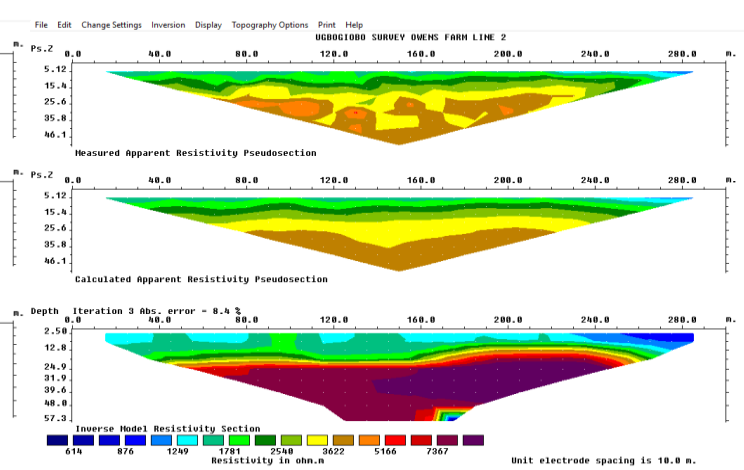 File Edit Change Settings Inversion Display Topography Options Print Help
UGBOGIOBO SURVEY OWENS FARM LINE 2
m. Ps.Z 0.0 40.0 80.0 120.0 160.0 200.0 240.0 280.0 m.
5.12
15.4
25.6
35.8
46.1
Measured Apparent Resistivity Pseudosection
m. Ps.Z 0.0 40.0 80.0 120.0 160.0 200.0 240.0 280.0 m.
5.12
15.4
25.6
35.8
46.1
Calculated Apparent Resistivity Pseudosection
Depth Iteration 3 Abs. error = 8.4 %
m. 0.0 40.0 80.0 120.0 160.0 200.0 240.0 280.0 m.
2.50
12.8
24.9
31.9
39.6
48.0
57.3
Inverse Model Resistivity Section
614 876 1249 1781 2540 3622 5166 7367
Resistivity in ohm.m
Unit electrode spacing is 10.0 m.